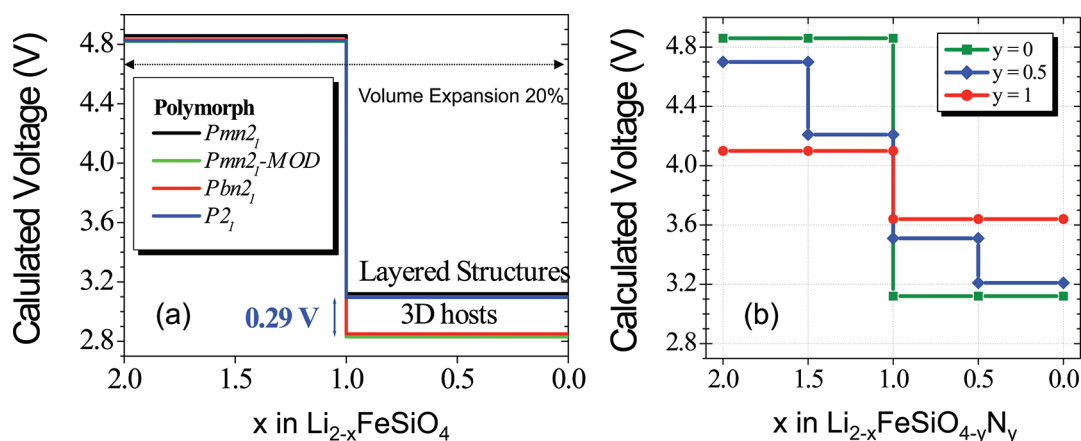 Calulated Voltage (V)
4.8
4.4
4.0
3.6
3.2
2.8
Volume Expansion 20%
Polymorph
Pmn2₁
Pmn2₁-MOD
Pbn2₁
P2₁
Layered Structures
(a)
0.29 V
3D hosts
2.0 1.5 1.0 0.5 0.0
x in Li₂₋ₓFeSiO₄
Calculated Voltage (V)
4.8
4.4
4.0
3.6
3.2
2.8
y = 0
y = 0.5
y = 1
(b)
2.0 1.5 1.0 0.5 0.0
x in Li₂₋ₓFeSiO₄₋yNy